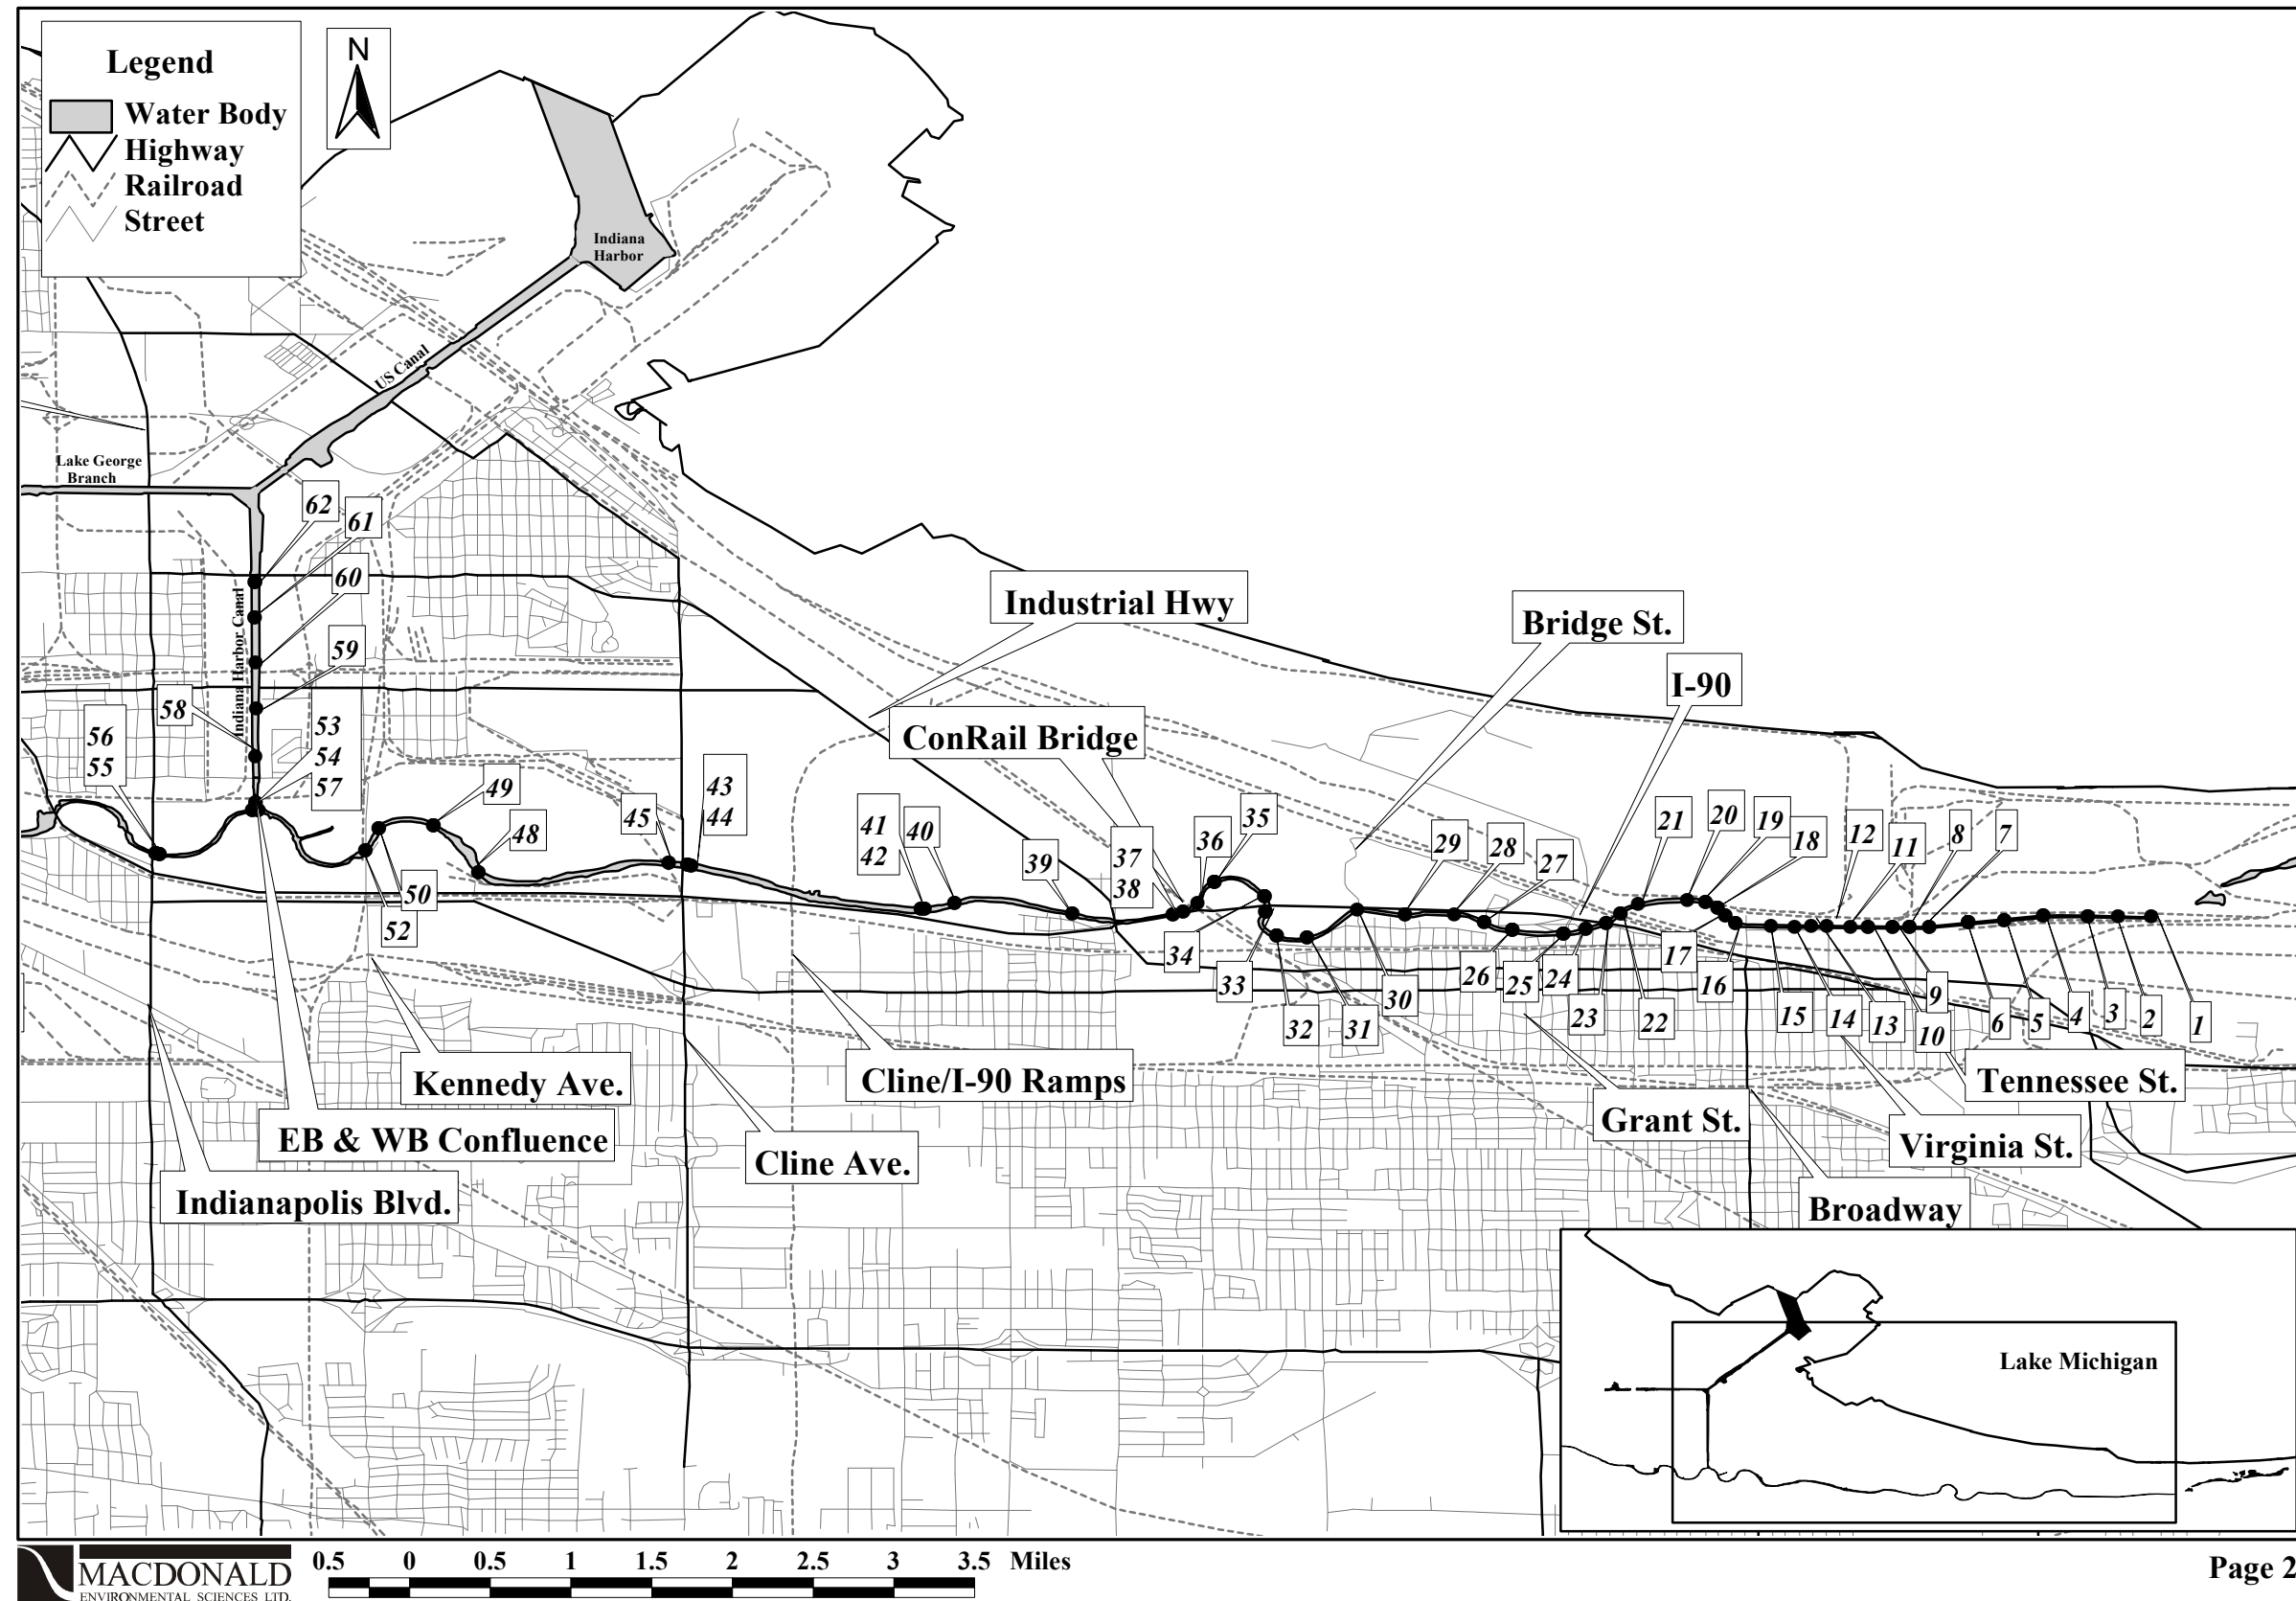 Legend
Water Body
Highway
Railroad
Street
N
Indiana
Harbor
US Canal
Lake George
Branch
62
61
60
Indiana Harbor Canal
59
58
53
54
57
56
55
Industrial Hwy
Bridge St.
I-90
ConRail Bridge
49
48
45
43
44
41
42
40
39
37
38
36
35
29
28
27
21
20
19
18
12
11
8
7
50
52
34
33
32
31
30
26
25
24
23
22
17
16
15
14
13
10
9
6
5
4
3
2
1
Kennedy Ave.
Cline/I-90 Ramps
Tennessee St.
EB & WB Confluence
Grant St.
Virginia St.
Cline Ave.
Indianapolis Blvd.
Broadway
Lake Michigan
MACDONALD
ENVIRONMENTAL SCIENCES LTD.
0.5 0 0.5 1 1.5 2 2.5 3 3.5 Miles
Page 2